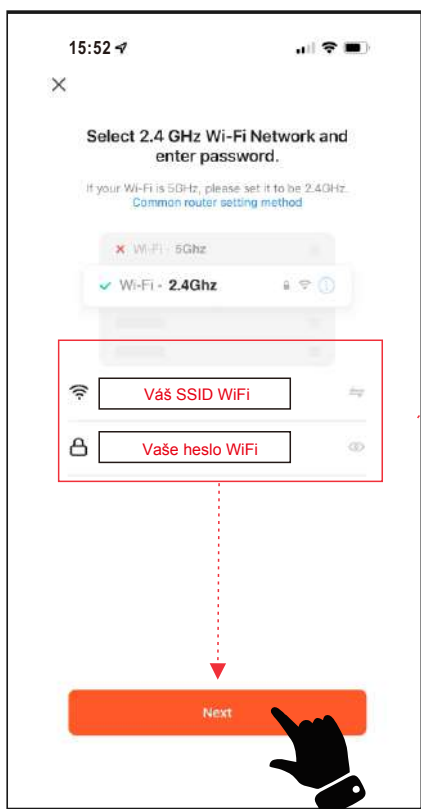 15:52
Select 2.4 GHz Wi-Fi Network and
enter password.
If your Wi-Fi is 5GHz, please set it to be 2.4GHz.
Common router setting method
Wi-Fi - 5Ghz
Wi-Fi - 2.4Ghz
Váš SSID WiFi
Vaše heslo WiFi
Next